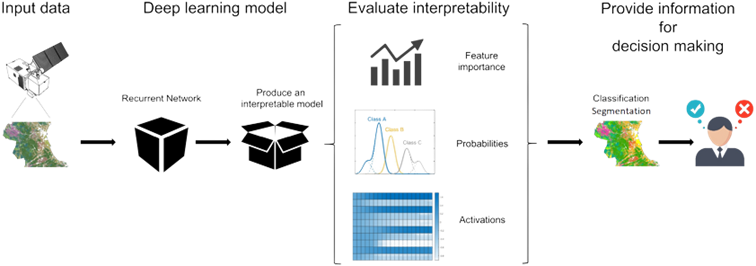 Input data
Deep learning model
Evaluate interpretability
Provide information
for
decision making
Recurrent Network
Produce an
interpretable model
Feature
importance
Class A
Class B
Class C
Probabilities
Activations
Classification
Segmentation